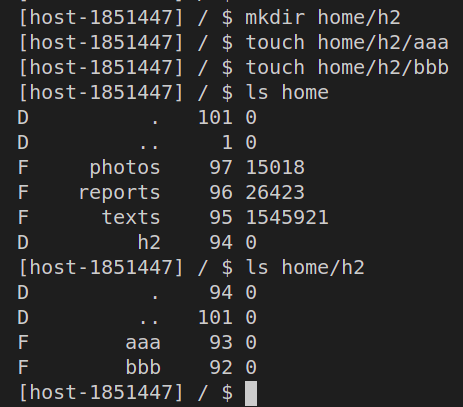 [host-1851447] / $ mkdir home/h2
[host-1851447] / $ touch home/h2/aaa
[host-1851447] / $ touch home/h2/bbb
[host-1851447] / $ ls home
D          .   101 0
D         ..     1 0
F     photos    97 15018
F    reports    96 26423
F      texts    95 1545921
D         h2    94 0
[host-1851447] / $ ls home/h2
D          .    94 0
D         ..   101 0
F        aaa    93 0
F        bbb    92 0
[host-1851447] / $